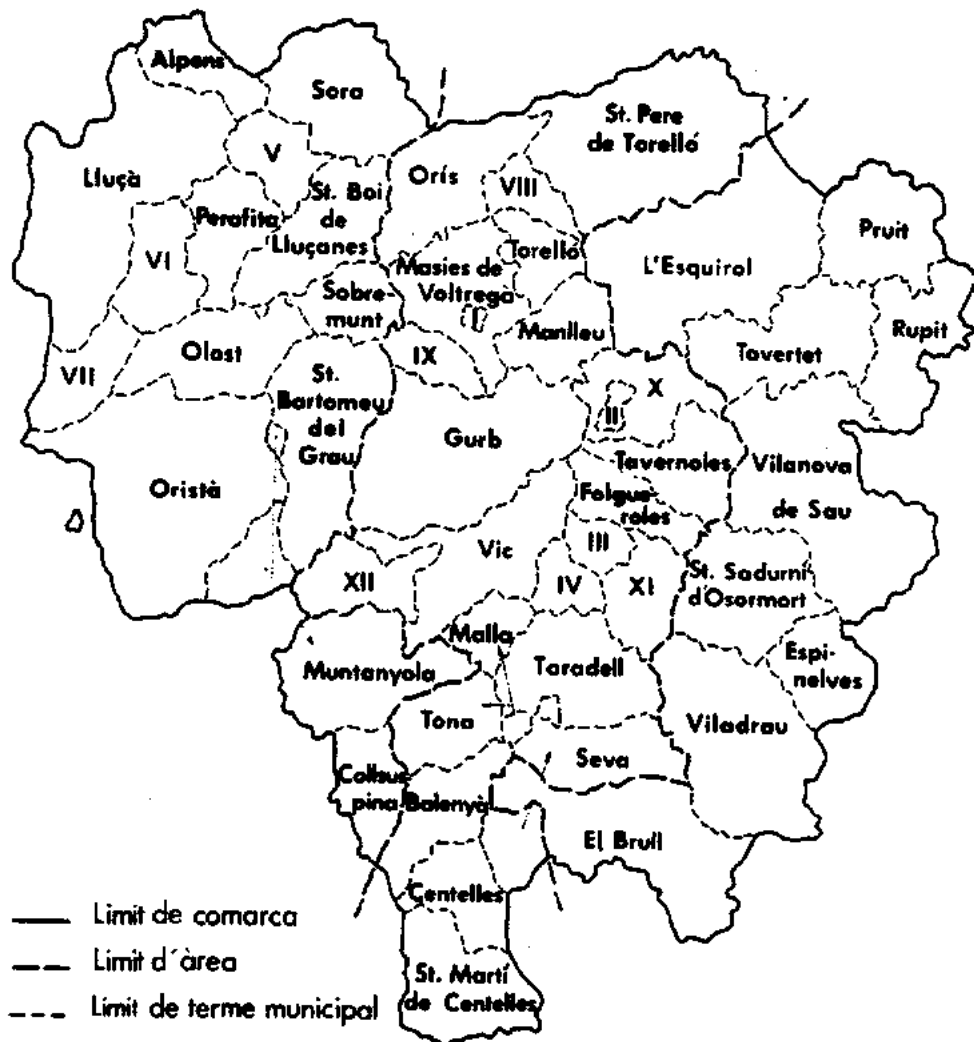 Alpens
Sora
St. Pere
de Torelló
Lluçà
V
St. Boi
de
Lluçanes
Orís
VIII
Perafita
VI
Torelló
L'Esquirol
Pruit
Masies de
Voltregà
I
Sobre-
munt
Manlleu
Rupit
Tavertet
VII
Olost
IX
X
II
St.
Bartomeu
del
Grau
Gurb
Tavernoles
Vilanova
de Sau
Oristà
Folgue-
roles
III
Vic
XII
IV
XI
St. Sadurní
d'Osormort
Malla
Muntanyola
Taradell
Espi-
nelves
Tona
Viladrau
Seva
Collsus-
pina
Balenyà
El Bruíl
Centelles
St. Martí
de Centelles
Límit de comarca
Límit d'àrea
Límit de terme municipal